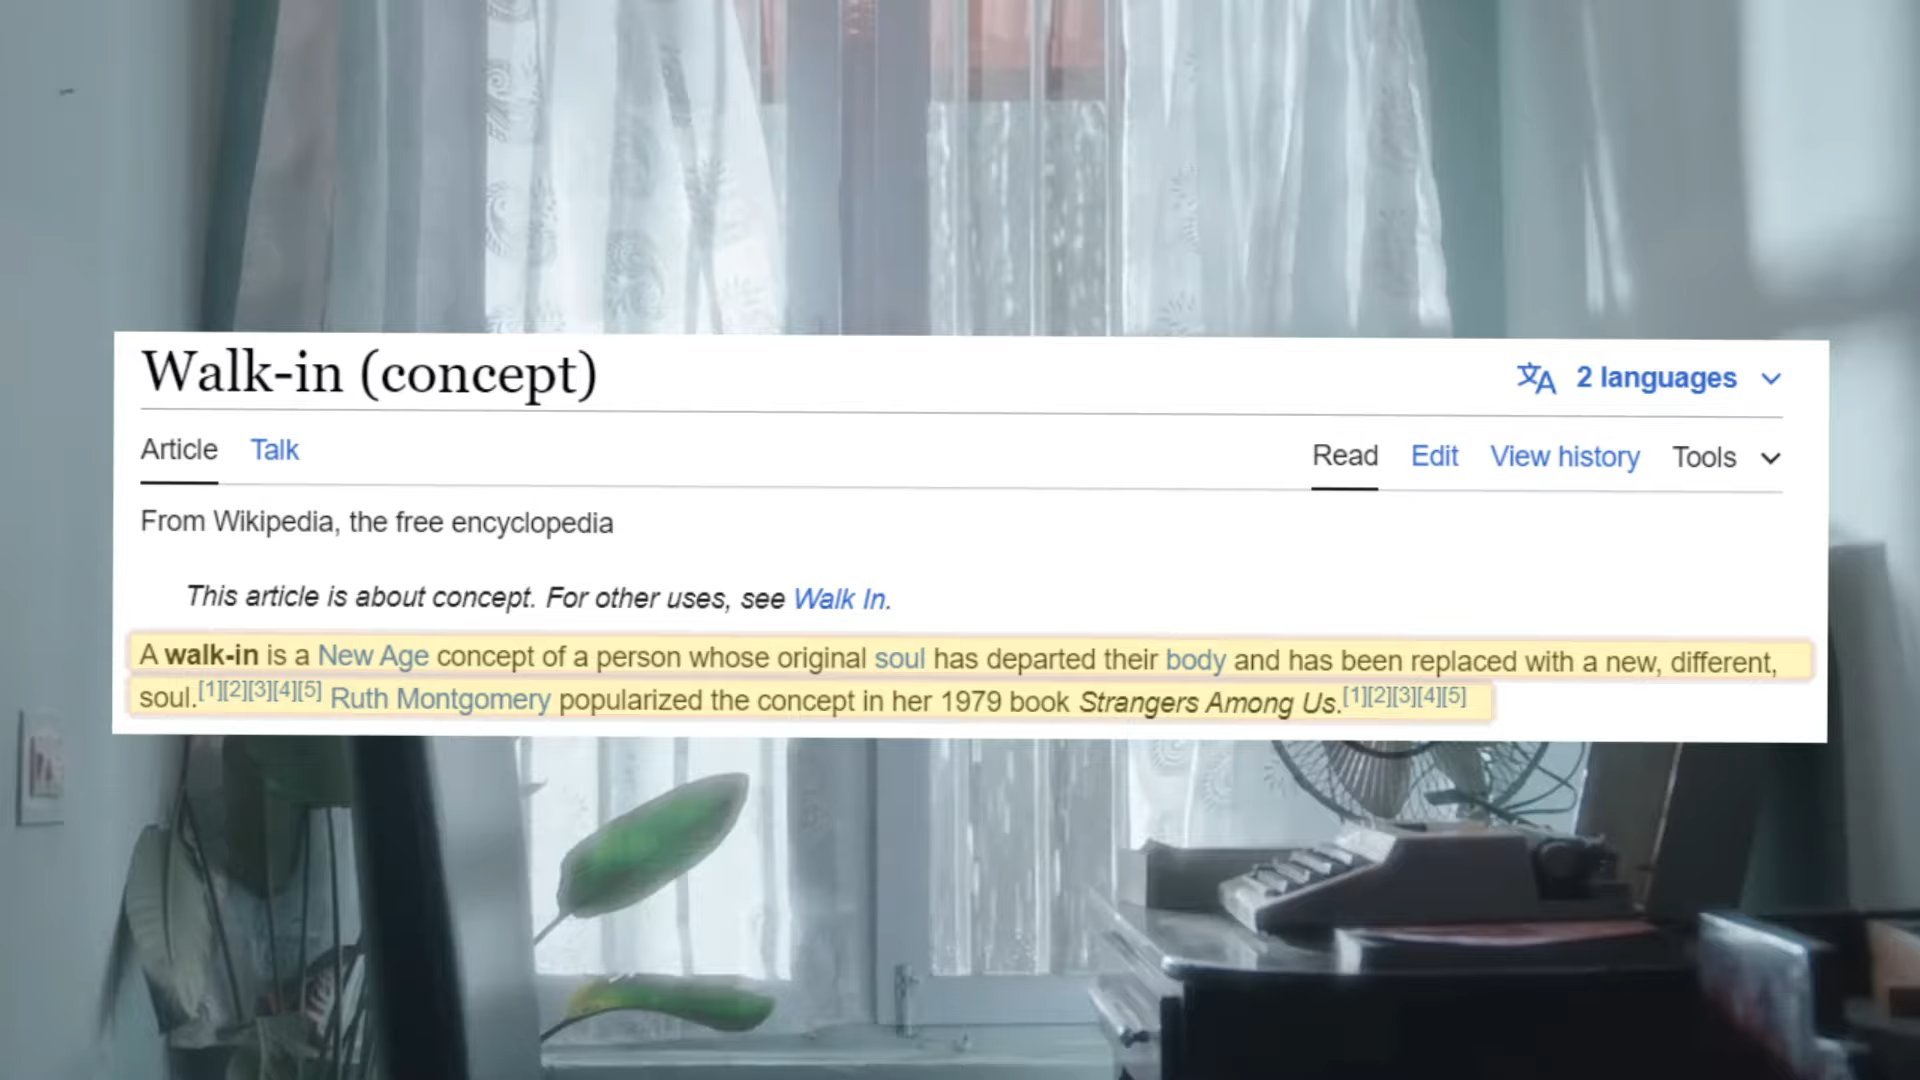 Walk-in (concept)
2 languages
Article Talk
Read Edit View history Tools
From Wikipedia, the free encyclopedia
This article is about concept. For other uses, see Walk In.
A walk-in is a New Age concept of a person whose original soul has departed their body and has been replaced with a new, different,
soul.[1][2][3][4][5] Ruth Montgomery popularized the concept in her 1979 book Strangers Among Us.[1][2][3][4][5]